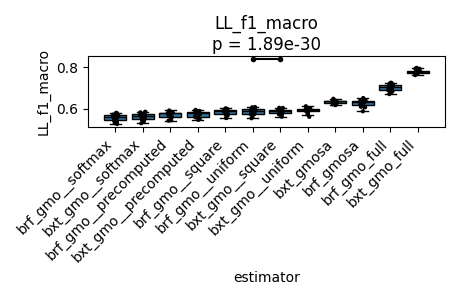 LL_f1_macro
p = 1.89e-30
LL_f1_macro
0.8
0.6
brf_gmo__softmax
bxt_gmo__softmax
brf_gmo__precomputed
bxt_gmo__precomputed
brf_gmo__square
brf_gmo__uniform
bxt_gmo__square
bxt_gmo__uniform
bxt_gmosa
brf_gmosa
brf_gmo_full
bxt_gmo_full
estimator